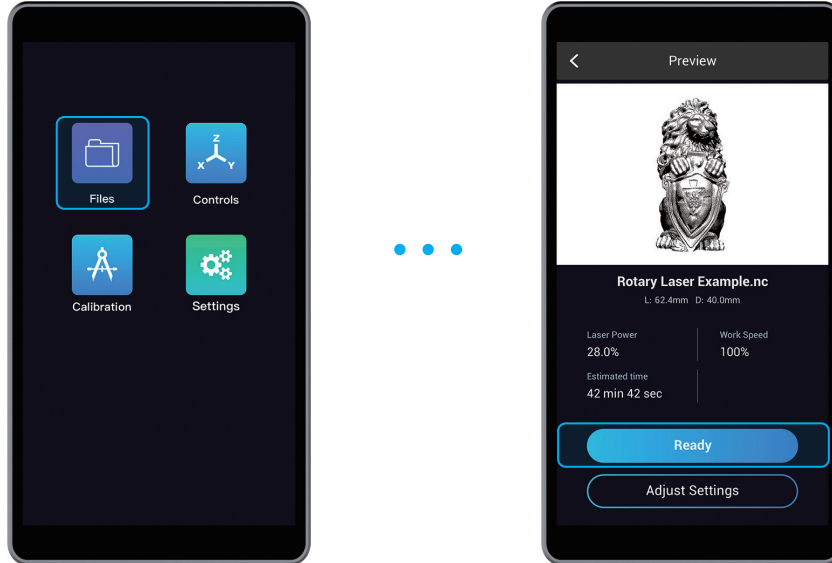 Z
X Y
Files
Controls
Calibration
Settings
Preview
Rotary Laser Example.nc
L: 62.4mm D: 40.0mm
Laser Power
Work Speed
28.0%
100%
Estimated time
42 min 42 sec
Ready
Adjust Settings